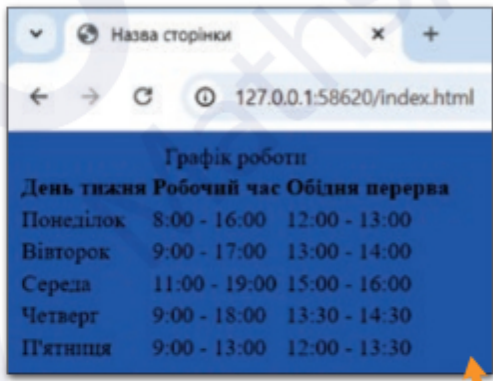 Назва сторінки
127.0.0.1:58620/index.html
Графік роботи
День тижня Робочий час Обідня перерва
Понеділок 8:00 - 16:00 12:00 - 13:00
Вівторок 9:00 - 17:00 13:00 - 14:00
Середа 11:00 - 19:00 15:00 - 16:00
Четверг 9:00 - 18:00 13:30 - 14:30
П'ятниця 9:00 - 13:00 12:00 - 13:30